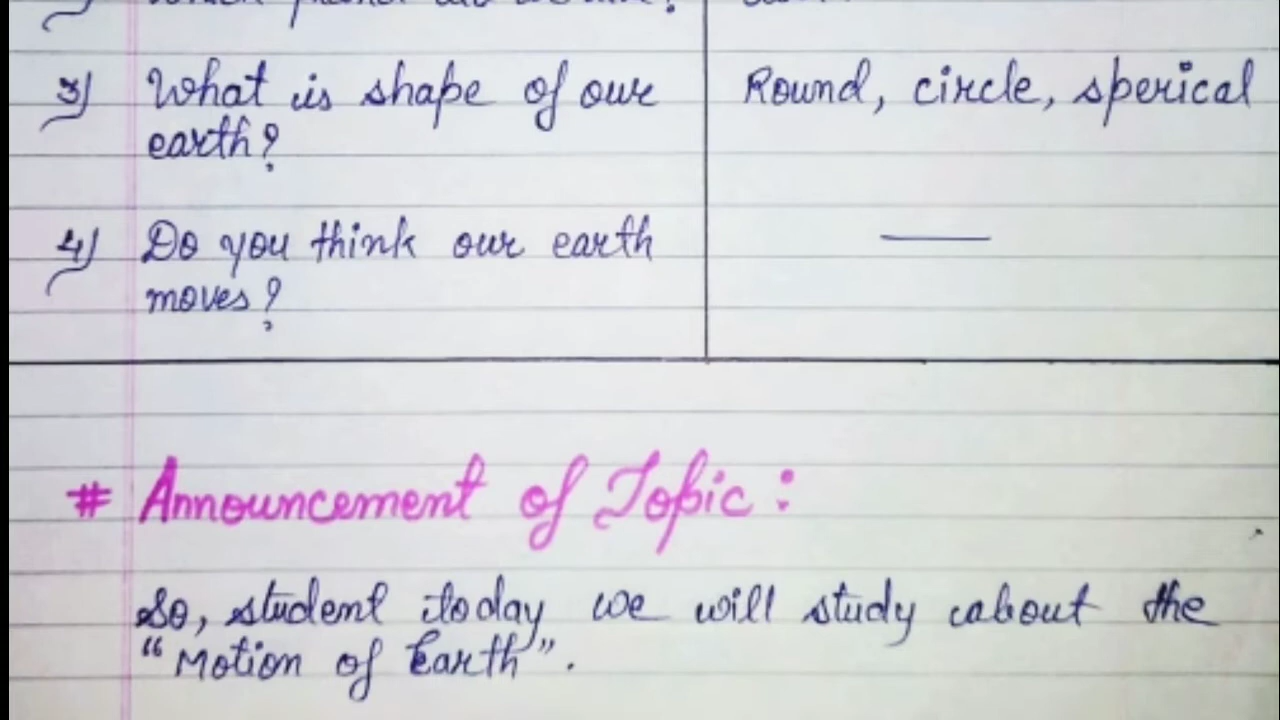 3) What is shape of our Round, circle, sperical
earth?
4) Do you think our earth —
moves?
# Announcement of Topic :
So, student today we will study about the
"Motion of Earth".